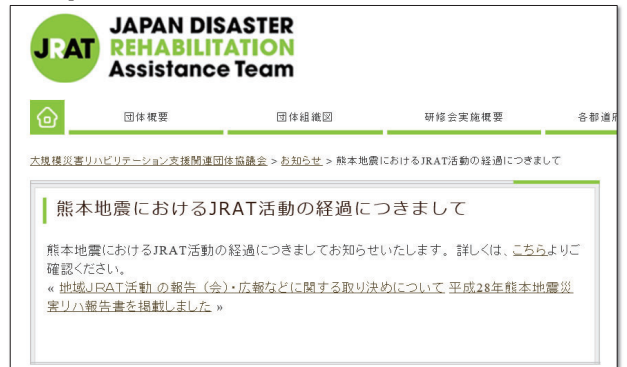 JRAT
JAPAN DISASTER
REHABILITATION
Assistance Team
団体概要 団体組織図 研修会実施概要 各都道府
大規模災害リハビリテーション支援関連団体協議会 > お知らせ > 熊本地震におけるJRAT活動の経過につきまして
熊本地震におけるJRAT活動の経過につきまして
熊本地震におけるJRAT活動の経過につきましてお知らせいたします。詳しくは、こちらよりご
確認ください。
« 地域JRAT活動 の報告（会）・広報などに関する取り決めについて 平成28年熊本地震災
害リハ報告書を掲載しました »